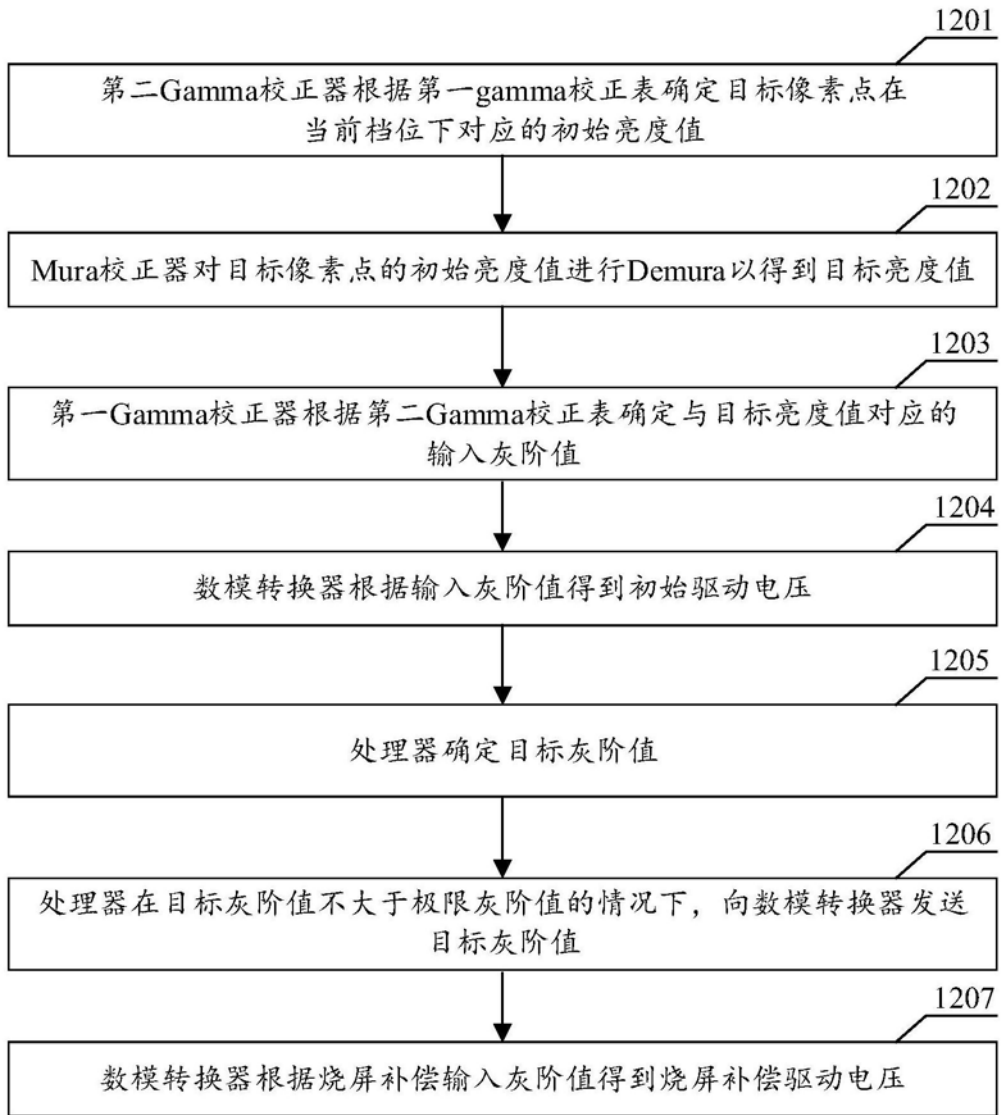 1201
第二Gamma校正器根据第一gamma校正表确定目标像素点在
当前档位下对应的初始亮度值
1202
Mura校正器对目标像素点的初始亮度值进行Demura以得到目标亮度值
1203
第一Gamma校正器根据第二Gamma校正表确定与目标亮度值对应的
输入灰阶值
1204
数模转换器根据输入灰阶值得到初始驱动电压
1205
处理器确定目标灰阶值
1206
处理器在目标灰阶值不大于极限灰阶值的情况下，向数模转换器发送
目标灰阶值
1207
数模转换器根据烧屏补偿输入灰阶值得到烧屏补偿驱动电压